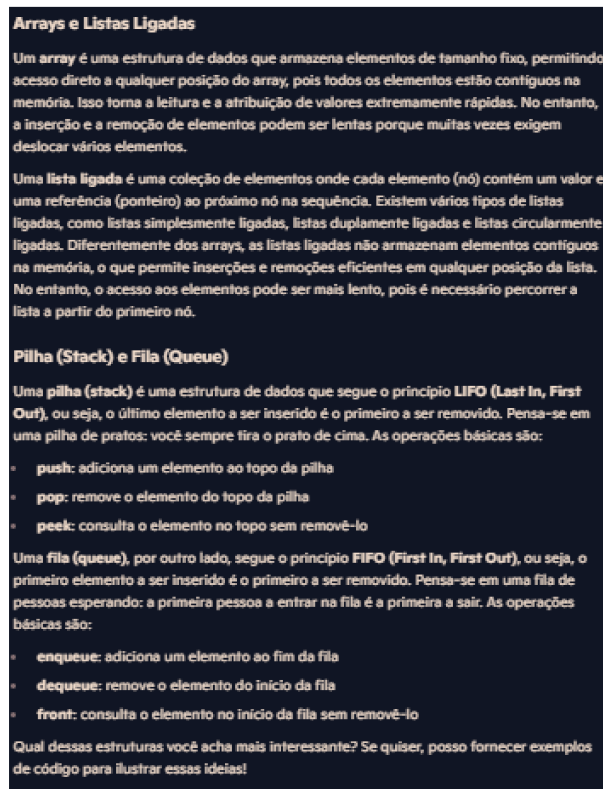 Arrays e Listas Ligadas
Um array é uma estrutura de dados que armazena elementos de tamanho fixo, permitindo
acesso direto a qualquer posição do array, pois todos os elementos estão contíguos na
memória. Isso torna a leitura e a atribuição de valores extremamente rápidas. No entanto,
a inserção e a remoção de elementos podem ser lentas porque muitas vezes exigem
deslocar vários elementos.
Uma lista ligada é uma coleção de elementos onde cada elemento (nó) contém um valor e
uma referência (ponteiro) ao próximo nó na sequência. Existem vários tipos de listas
ligadas, como listas simplesmente ligadas, listas duplamente ligadas e listas circularmente
ligadas. Diferentemente dos arrays, as listas ligadas não armazenam elementos contíguos
na memória, o que permite inserções e remoções eficientes em qualquer posição da lista.
No entanto, o acesso aos elementos pode ser mais lento, pois é necessário percorrer a
lista a partir do primeiro nó.
Pilha (Stack) e Fila (Queue)
Uma pilha (stack) é uma estrutura de dados que segue o princípio LIFO (Last In, First
Out), ou seja, o último elemento a ser inserido é o primeiro a ser removido. Pensa-se em
uma pilha de pratos: você sempre tira o prato de cima. As operações básicas são:
• push: adiciona um elemento ao topo da pilha
• pop: remove o elemento do topo da pilha
• peek: consulta o elemento no topo sem removê-lo
Uma fila (queue), por outro lado, segue o princípio FIFO (First In, First Out), ou seja, o
primeiro elemento a ser inserido é o primeiro a ser removido. Pensa-se em uma fila de
pessoas esperando: a primeira pessoa a entrar na fila é a primeira a sair. As operações
básicas são:
• enqueue: adiciona um elemento ao fim da fila
• dequeue: remove o elemento do início da fila
• front: consulta o elemento no início da fila sem removê-lo
Qual dessas estruturas você acha mais interessante? Se quiser, posso fornecer exemplos
de código para ilustrar essas ideias!